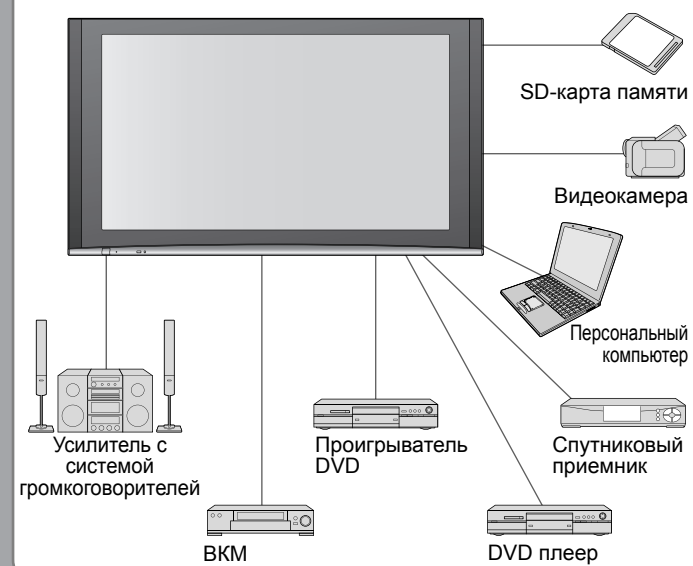 SD-карта памяти
Видеокамера
Персональный
компьютер
Усилитель с
системой
громкоговорителей
Проигрыватель
DVD
Спутниковый
приемник
ВКМ
DVD плеер